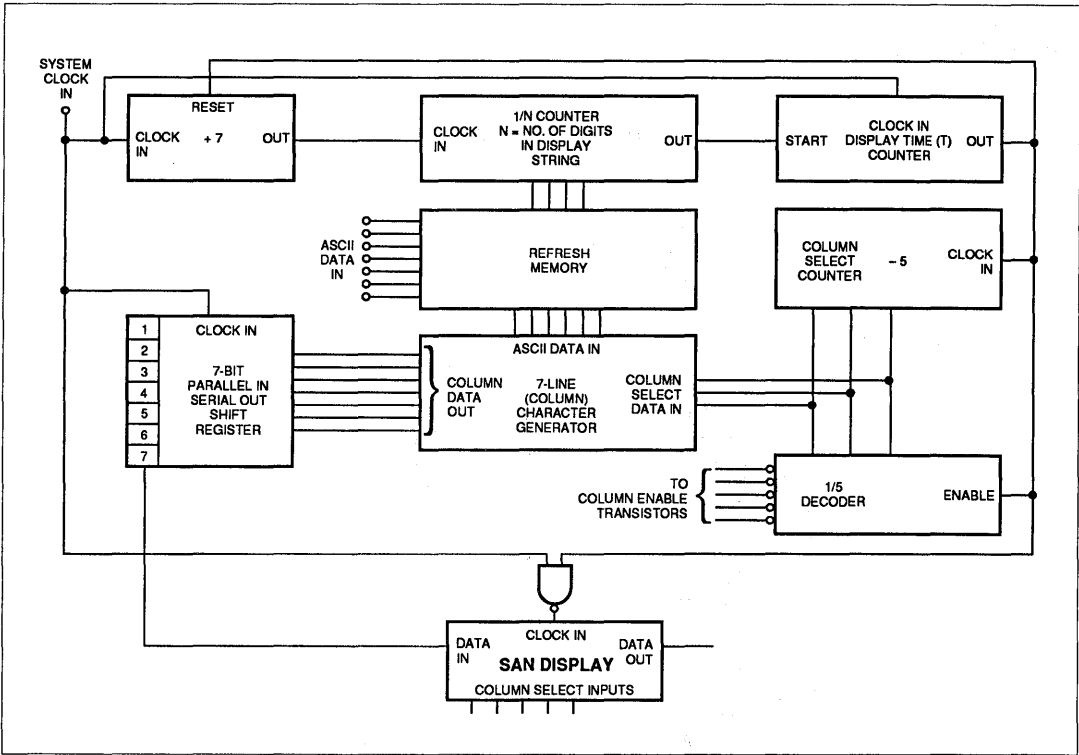 SYSTEM
CLOCK
IN
RESET
CLOCK
IN
+ 7
OUT
1/N COUNTER
N = NO. OF DIGITS
IN DISPLAY
STRING
CLOCK
IN
OUT
START
CLOCK IN
DISPLAY TIME (T)
COUNTER
OUT
ASCII
DATA
IN
REFRESH
MEMORY
COLUMN
SELECT
COUNTER
– 5
CLOCK
IN
1
2
3
4
5
6
7
CLOCK IN
7-BIT
PARALLEL IN
SERIAL OUT
SHIFT
REGISTER
COLUMN
DATA
OUT
ASCII DATA IN
7-LINE
(COLUMN)
CHARACTER
GENERATOR
COLUMN
SELECT
DATA IN
TO
COLUMN ENABLE
TRANSISTORS
1/5
DECODER
ENABLE
DATA
IN
CLOCK IN
DATA
OUT
SAN DISPLAY
COLUMN SELECT INPUTS